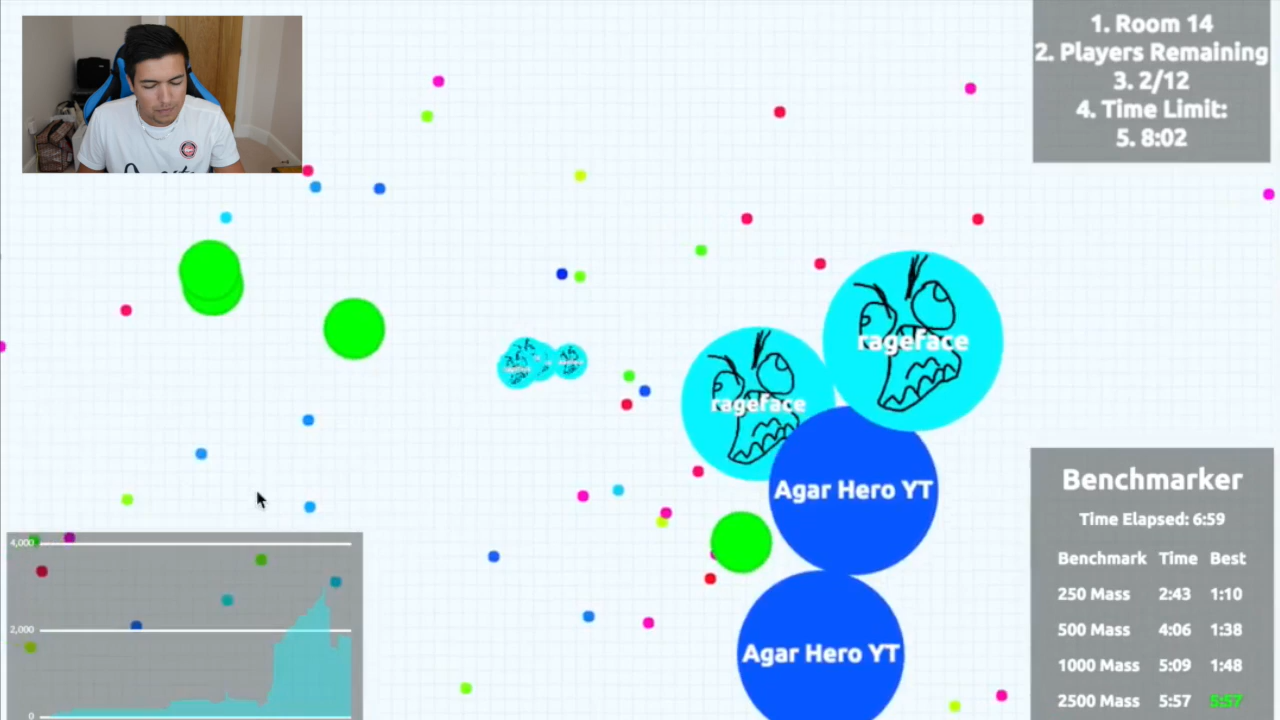 1. Room 14
2. Players Remaining
3. 2/12
4. Time Limit:
5. 8:02
rageface
rageface
Agar Hero YT
Agar Hero YT
4,000
2,000
0
Benchmarker
Time Elapsed: 6:59
Benchmark Time Best
250 Mass 2:43 1:10
500 Mass 4:06 1:38
1000 Mass 5:09 1:48
2500 Mass 5:57 5:57